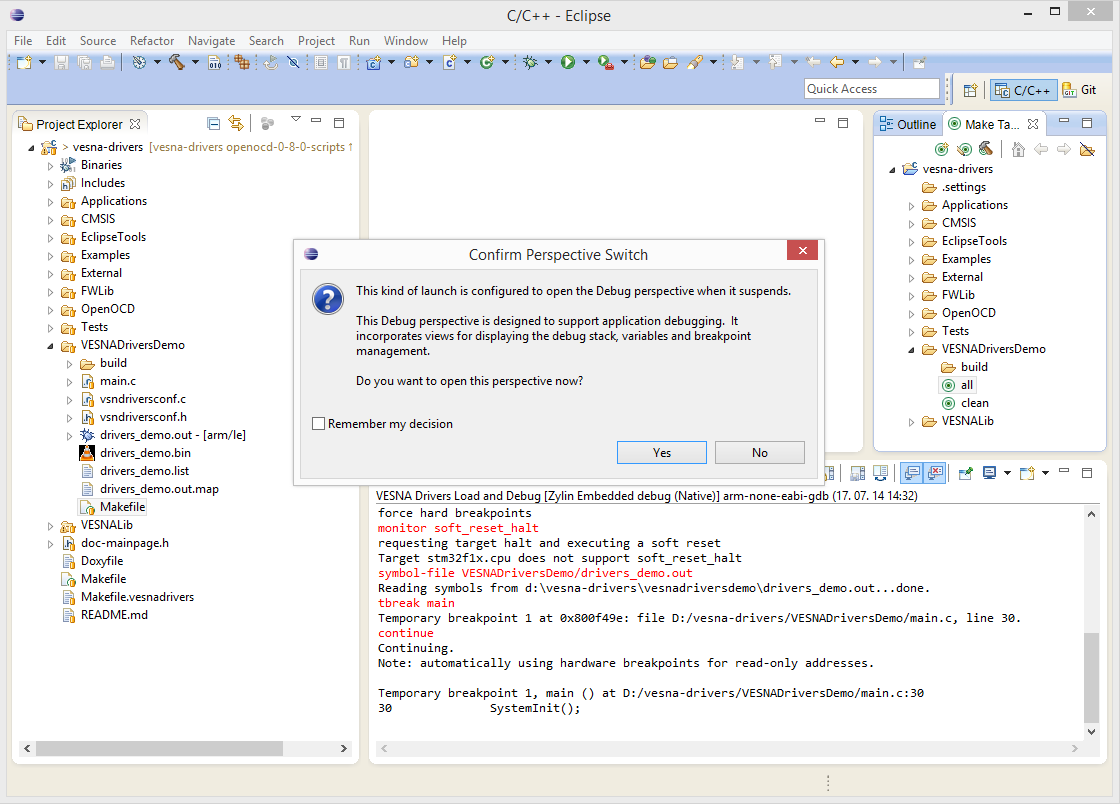 C/C++ - Eclipse
File Edit Source Refactor Navigate Search Project Run Window Help
Quick Access
C/C++
Git
Project Explorer
> vesna-drivers [vesna-drivers openocd-0-8-0-scripts
Binaries
Includes
Applications
CMSIS
EclipseTools
Examples
External
FWLib
OpenOCD
Tests
VESNADriversDemo
build
main.c
vsndriversconf.c
vsndriversconf.h
drivers_demo.out - [arm/le]
drivers_demo.bin
drivers_demo.list
drivers_demo.out.map
Makefile
VESNALib
doc-mainpage.h
Doxyfile
Makefile
Makefile.vesnadrivers
README.md
Confirm Perspective Switch
This kind of launch is configured to open the Debug perspective when it suspends.
This Debug perspective is designed to support application debugging. It
incorporates views for displaying the debug stack, variables and breakpoint
management.
Do you want to open this perspective now?
Remember my decision
Yes
No
Outline
Make Ta...
vesna-drivers
.settings
Applications
CMSIS
EclipseTools
Examples
External
FWLib
OpenOCD
Tests
VESNADriversDemo
build
all
clean
VESNALib
VESNA Drivers Load and Debug [Zylin Embedded debug (Native)] arm-none-eabi-gdb (17. 07. 14 14:32)
force hard breakpoints
monitor soft_reset_halt
requesting target halt and executing a soft reset
Target stm32f1x.cpu does not support soft_reset_halt
symbol-file VESNADriversDemo/drivers_demo.out
Reading symbols from d:\vesna-drivers\vesnadriversdemo\drivers_demo.out...done.
tbreak main
Temporary breakpoint 1 at 0x800f49e: file D:/vesna-drivers/VESNADriversDemo/main.c, line 30.
continue
Continuing.
Note: automatically using hardware breakpoints for read-only addresses.
Temporary breakpoint 1, main () at D:/vesna-drivers/VESNADriversDemo/main.c:30
30 SystemInit();